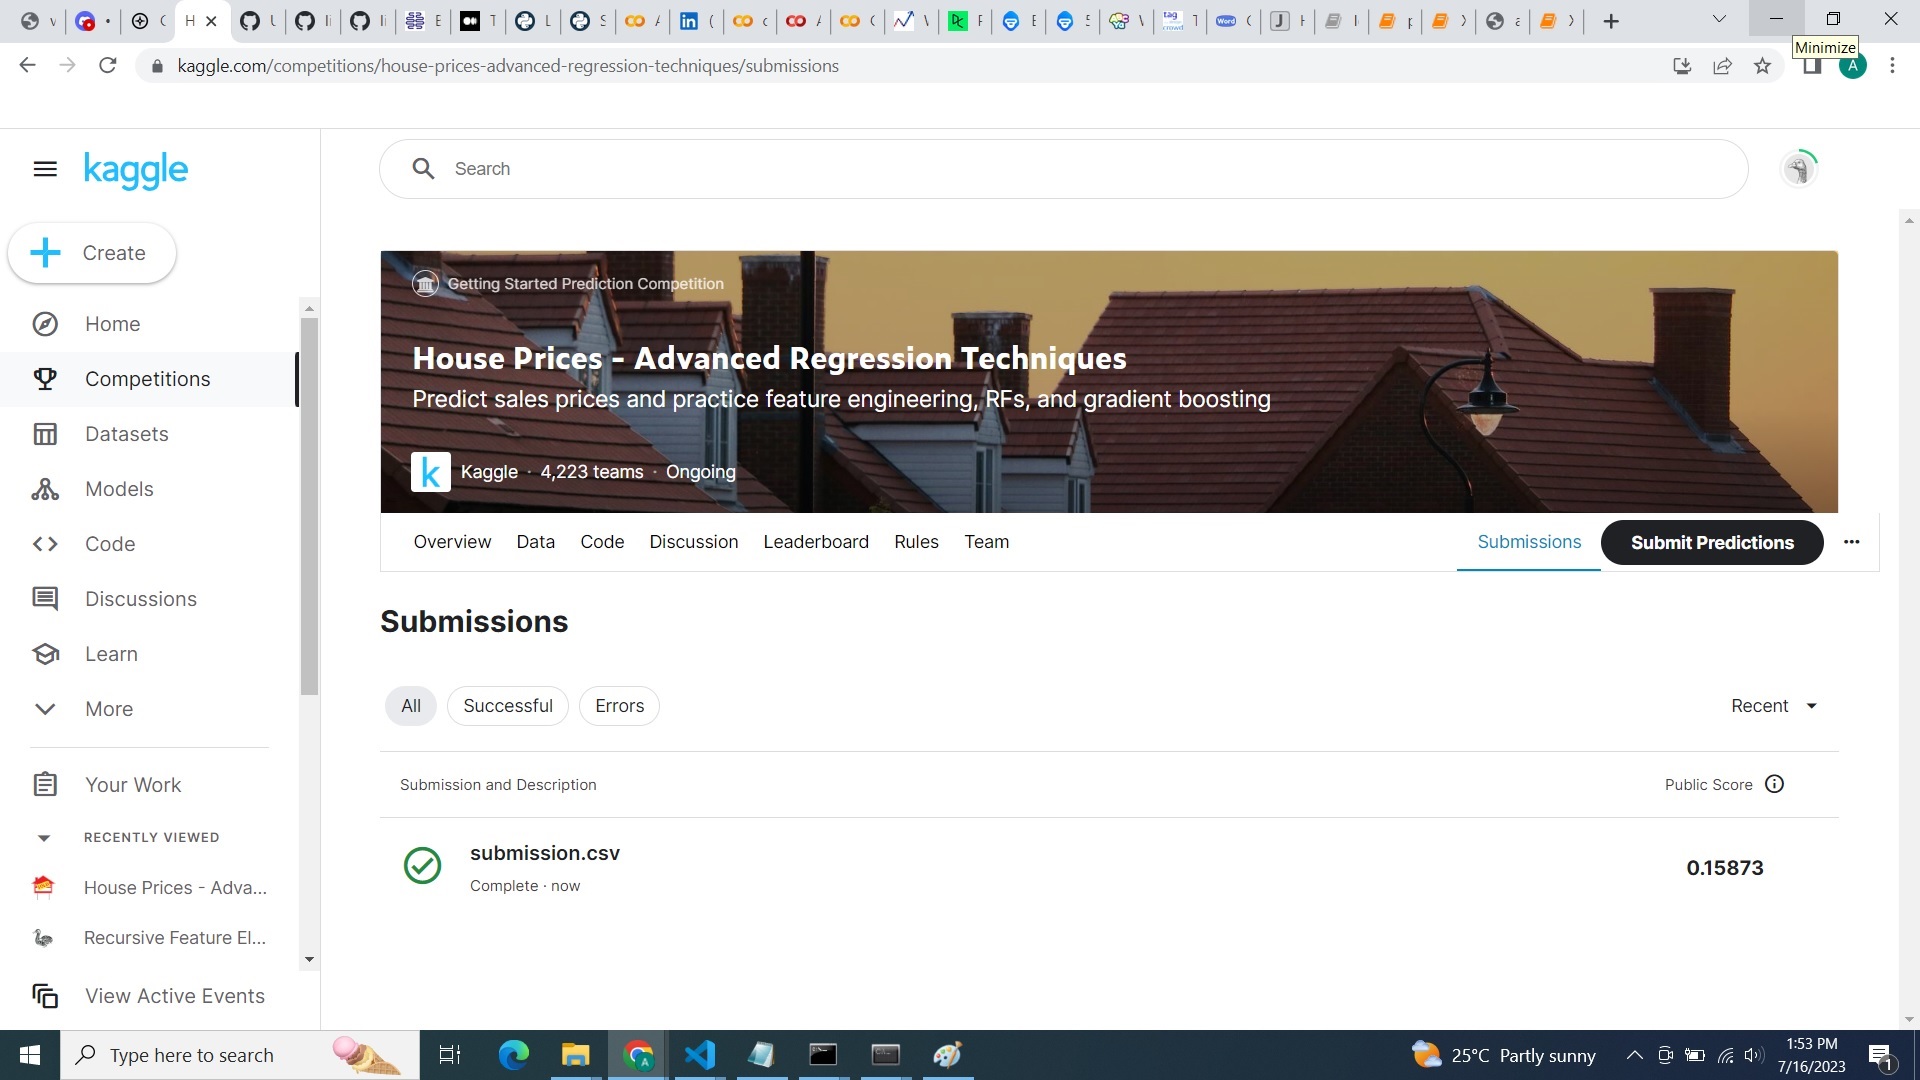 Minimize
kaggle.com/competitions/house-prices-advanced-regression-techniques/submissions
A
kaggle
Search
Create
Home
Competitions
Datasets
Models
Code
Discussions
Learn
More
Your Work
RECENTLY VIEWED
House Prices - Adva...
Recursive Feature El...
View Active Events
Getting Started Prediction Competition
House Prices - Advanced Regression Techniques
Predict sales prices and practice feature engineering, RFs, and gradient boosting
k Kaggle · 4,223 teams · Ongoing
Overview Data Code Discussion Leaderboard Rules Team Submissions Submit Predictions
Submissions
All Successful Errors Recent
Submission and Description Public Score
submission.csv
Complete · now
0.15873
Type here to search
25°C Partly sunny
1:53 PM
7/16/2023
1